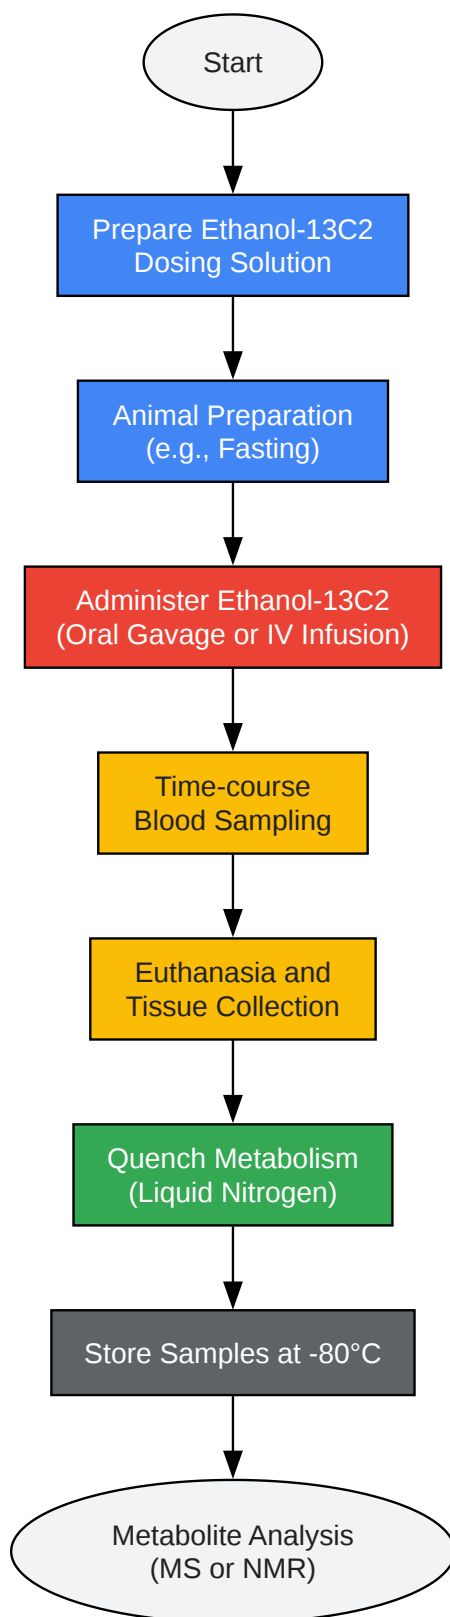 Start
Prepare Ethanol-13C2
Dosing Solution
Animal Preparation
(e.g., Fasting)
Administer Ethanol-13C2
(Oral Gavage or IV Infusion)
Time-course
Blood Sampling
Euthanasia and
Tissue Collection
Quench Metabolism
(Liquid Nitrogen)
Store Samples at -80°C
Metabolite Analysis
(MS or NMR)